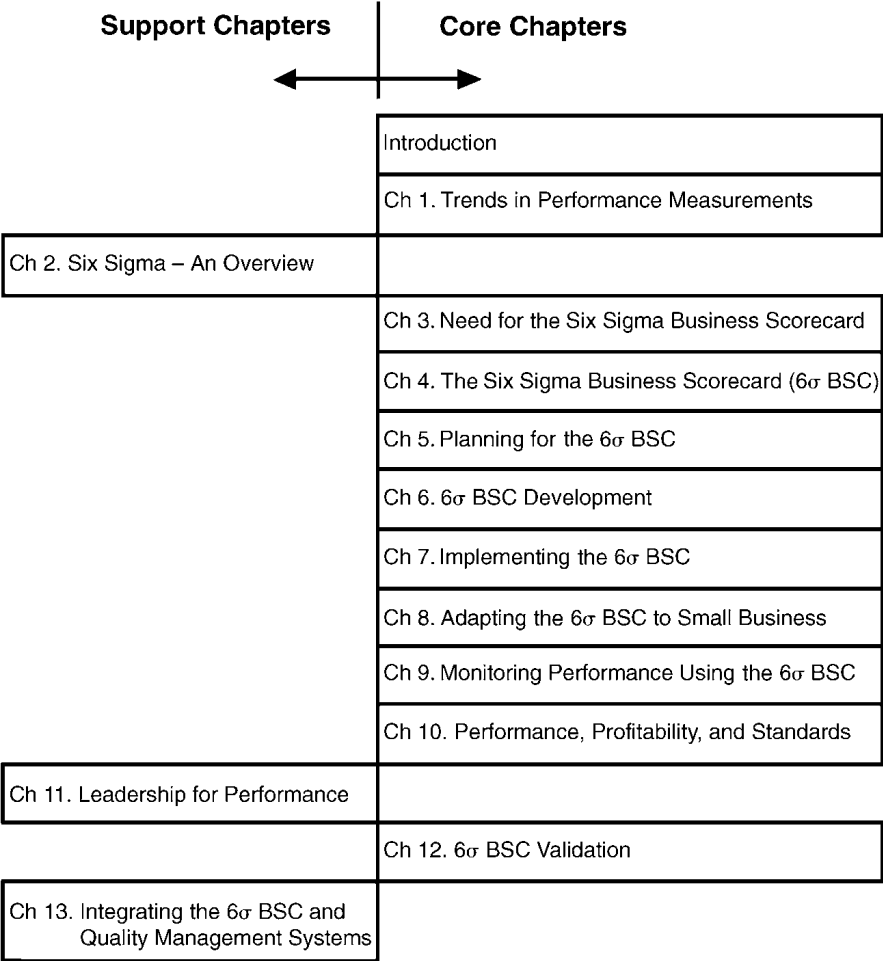 Support Chapters
Core Chapters
Introduction
Ch 1. Trends in Performance Measurements
Ch 2. Six Sigma – An Overview
Ch 3. Need for the Six Sigma Business Scorecard
Ch 4. The Six Sigma Business Scorecard (6σ BSC)
Ch 5. Planning for the 6σ BSC
Ch 6. 6σ BSC Development
Ch 7. Implementing the 6σ BSC
Ch 8. Adapting the 6σ BSC to Small Business
Ch 9. Monitoring Performance Using the 6σ BSC
Ch 10. Performance, Profitability, and Standards
Ch 11. Leadership for Performance
Ch 12. 6σ BSC Validation
Ch 13. Integrating the 6σ BSC and
Quality Management Systems